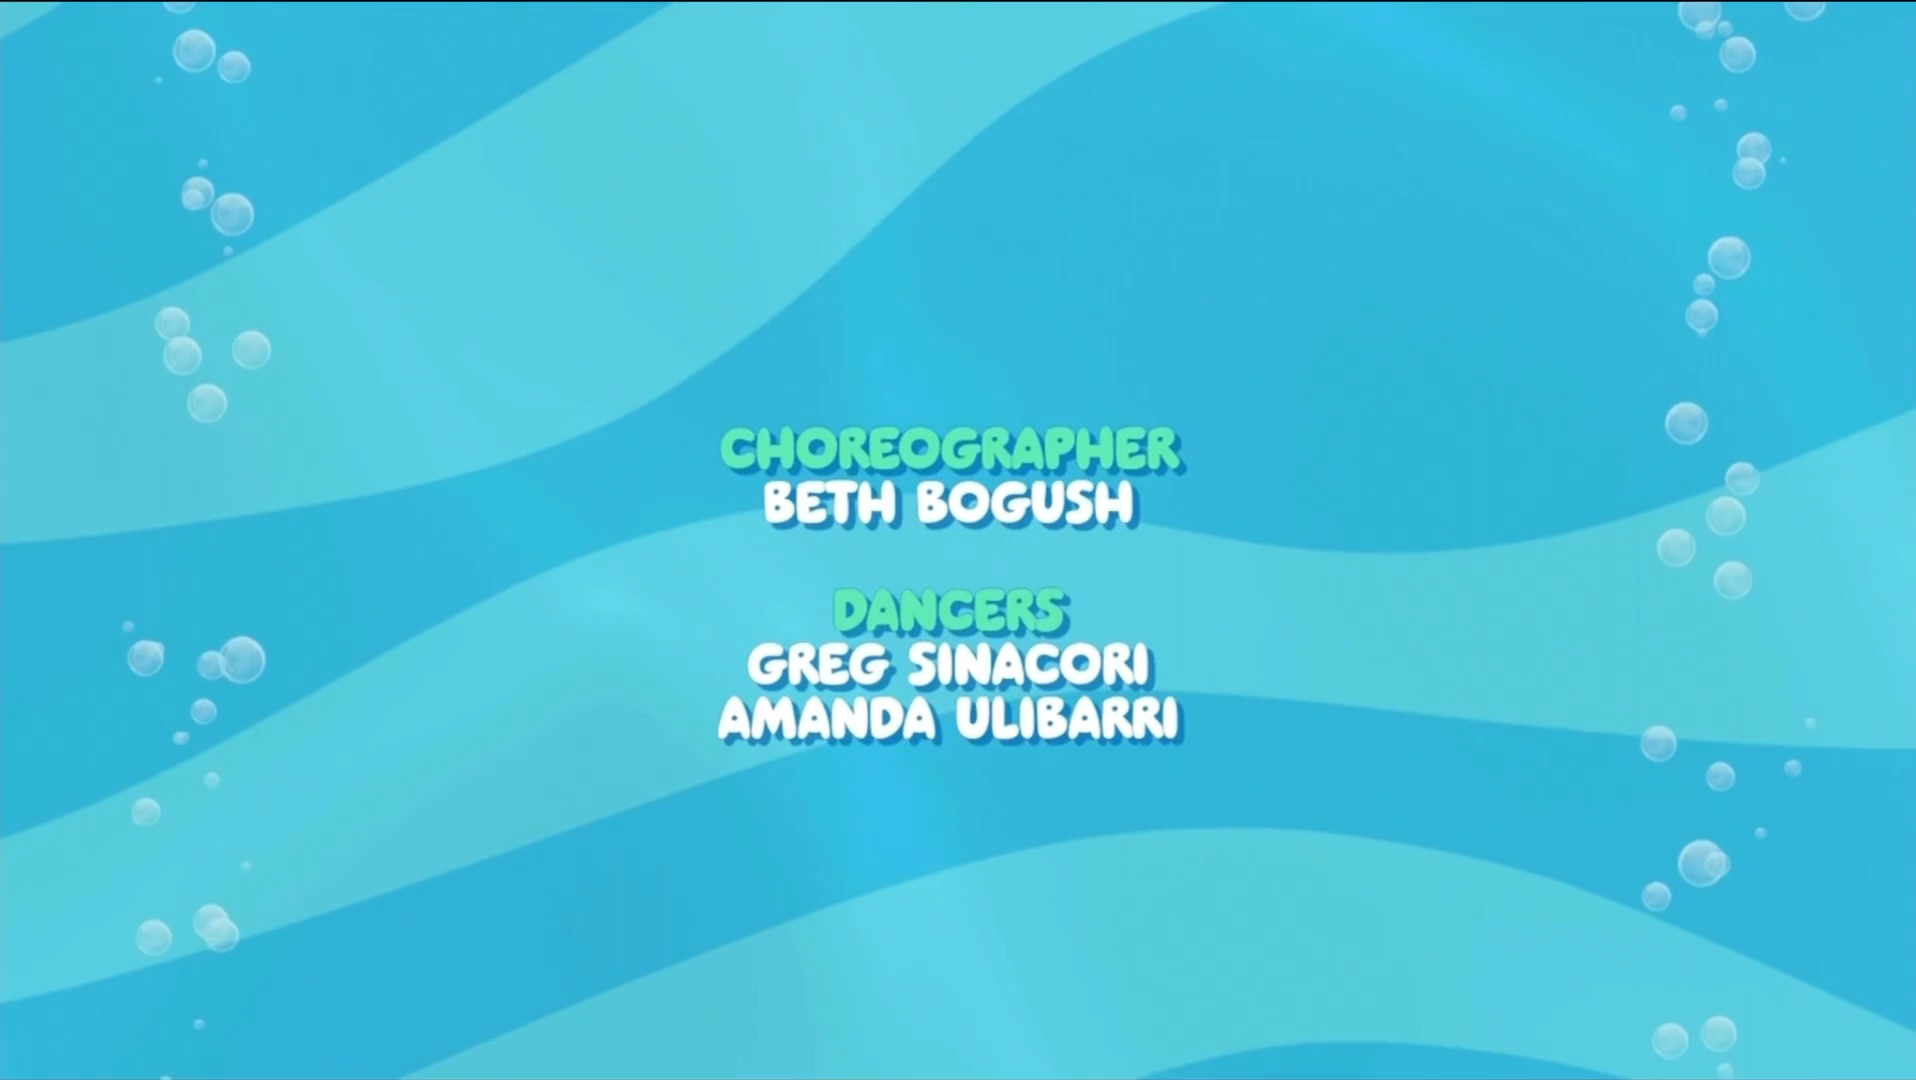 CHOREOGRAPHER
BETH BOGUSH
DANCERS
GREG SINACORI
AMANDA ULIBARRI